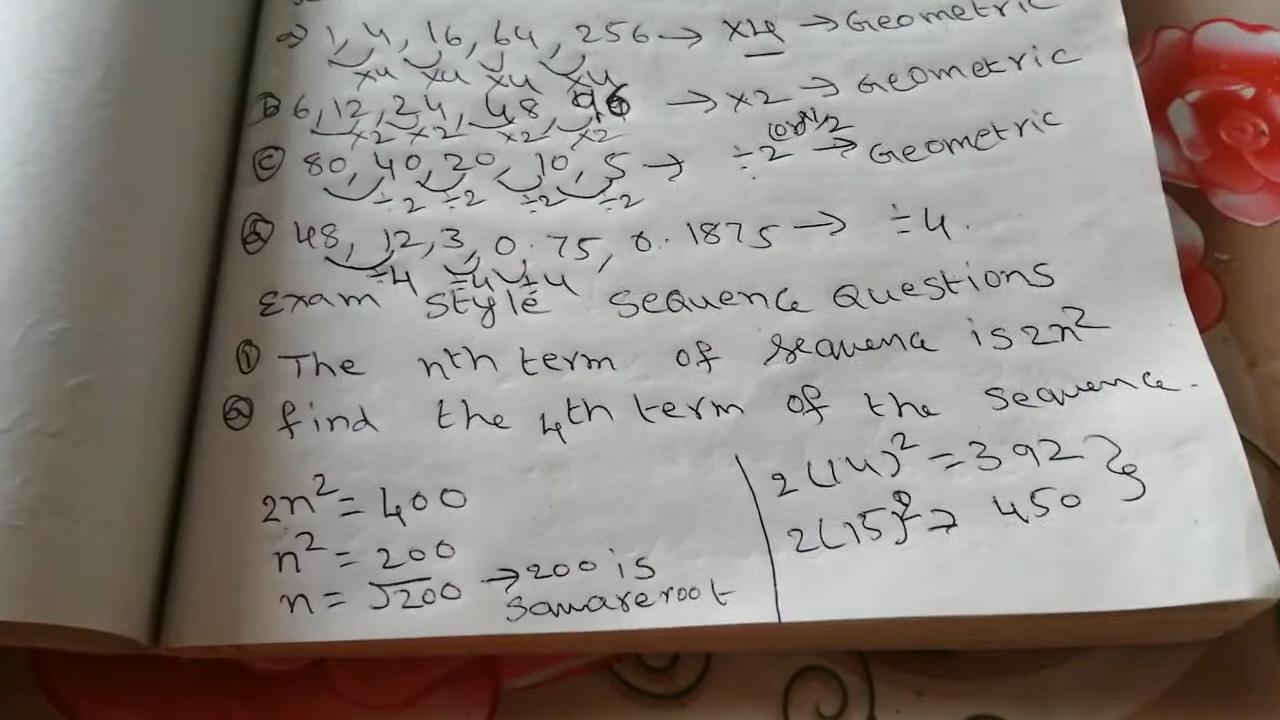 a) 1, 4, 16, 64, 256 → ×4 → Geometric
×4 ×4 ×4 ×4
b) 6, 12, 24, 48, 96 → ×2 → Geometric
×2 ×2 ×2 ×2
(or) 1/2
c) 80, 40, 20, 10, 5 → ÷2 → Geometric
÷2 ÷2 ÷2 ÷2
48, 12, 3, 0.75, 0.1875 → ÷4.
÷4 ÷4 ÷4
Exam style sequence Questions
① The nth term of sequence is 2n²
ⓐ find the 4th term of the sequence.
2n² = 400
n² = 200
n = √200 → 200 is
squareroot
2(14)² = 392 }
2(15)² => 450